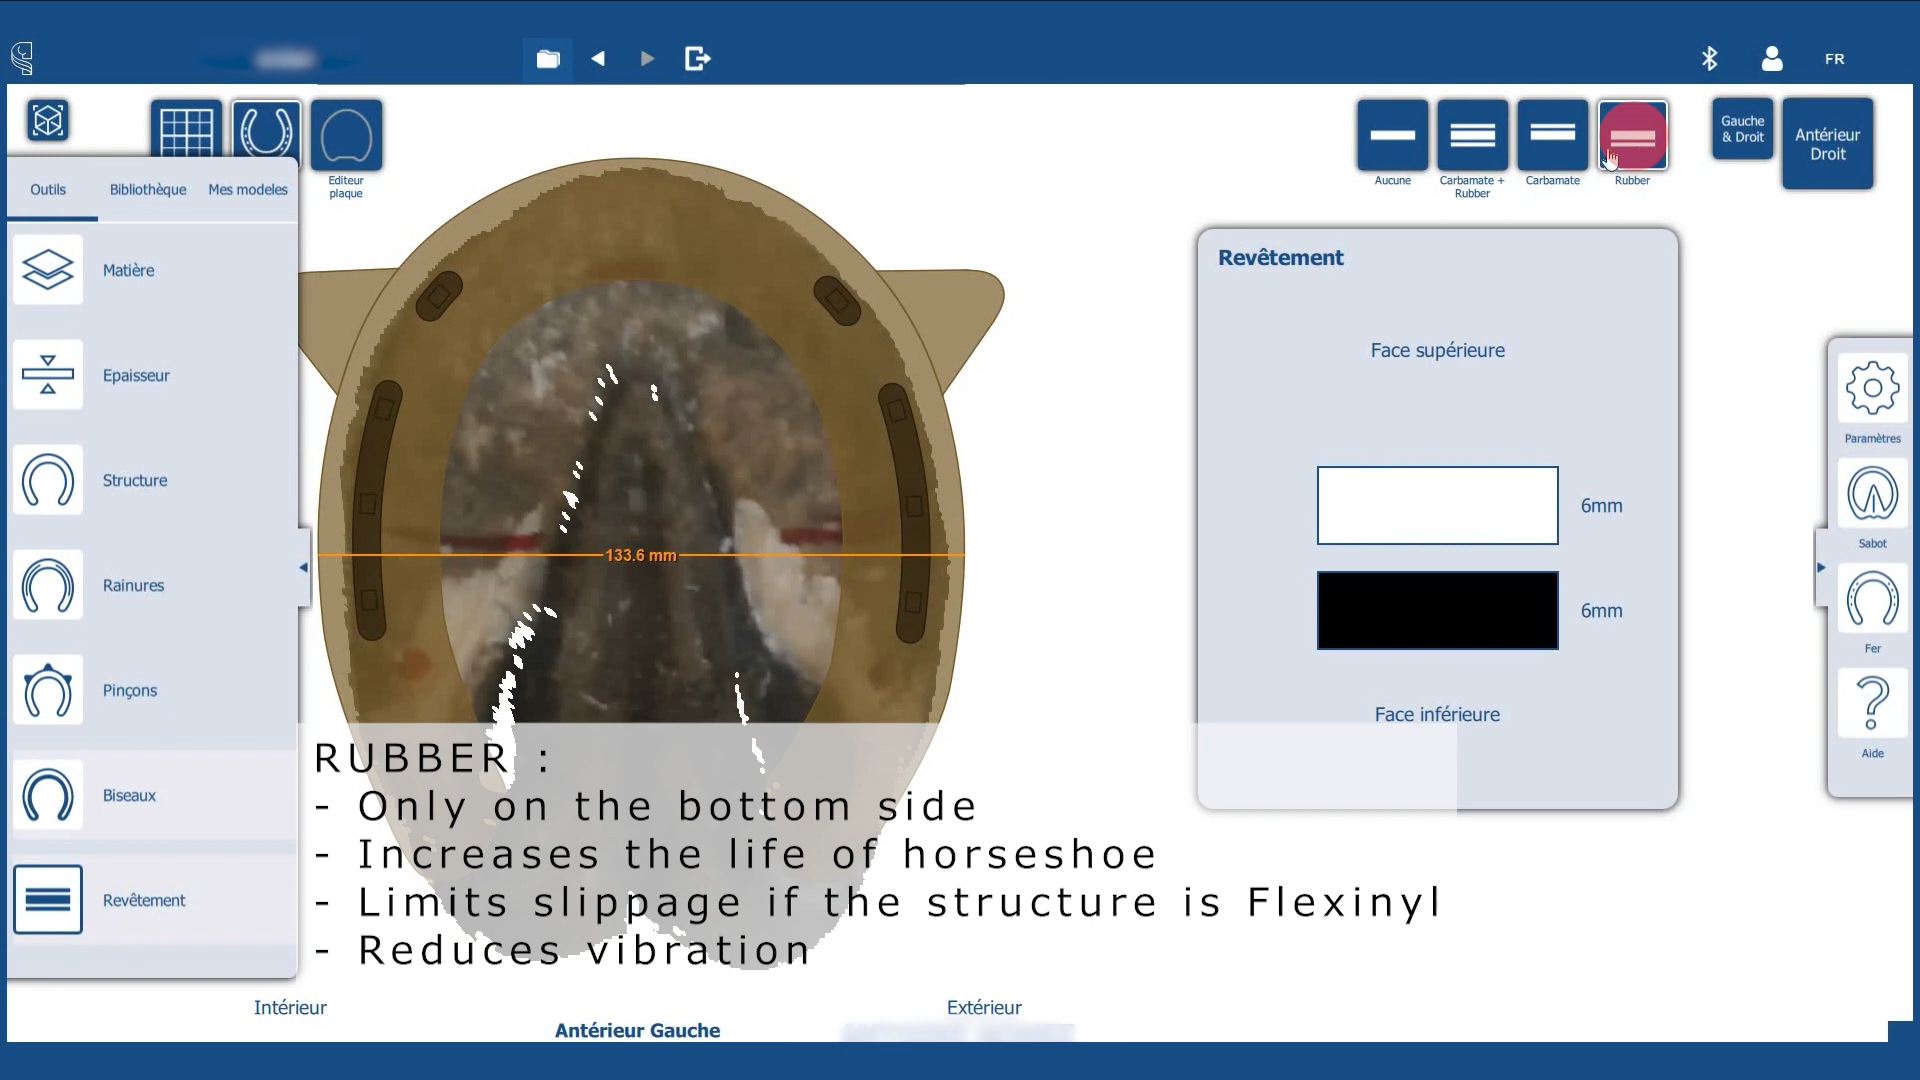 FR
Outils
Bibliothèque
Mes modeles
Matière
Epaisseur
Structure
Rainures
Pinçons
Biseaux
Revêtement
Editeur
plaque
Aucune
Carbamate +
Rubber
Carbamate
Rubber
Gauche
& Droit
Antérieur
Droit
Revêtement
Face supérieure
6mm
6mm
Face inférieure
Paramètres
Sabot
Fer
Aide
133.6 mm
RUBBER :
- Only on the bottom side
- Increases the life of horseshoe
- Limits slippage if the structure is Flexinyl
- Reduces vibration
Intérieur
Extérieur
Antérieur Gauche